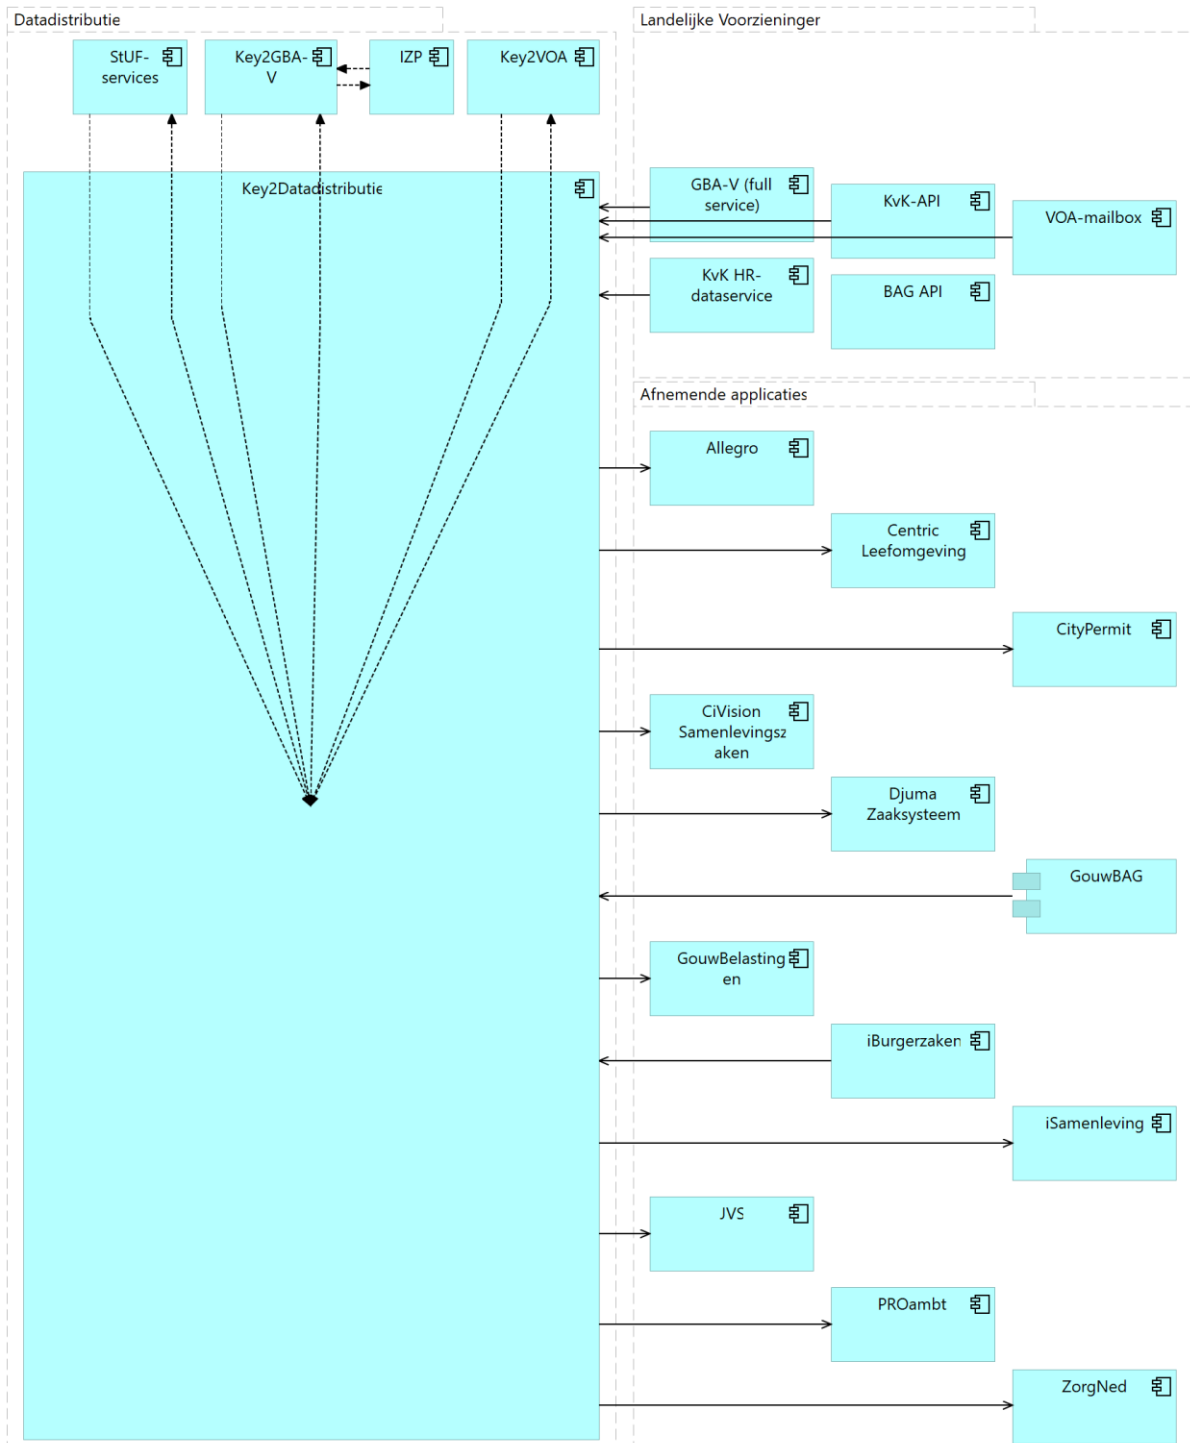 Datadistributie
StUF-
services
Key2GBA-
V
IZP
Key2VOA
Key2Datadistributie
Landelijke Voorzieninger
GBA-V (full
service)
KvK-API
VOA-mailbox
KvK HR-
dataservice
BAG API
Afnemende applicaties
Allegro
Centric
Leefomgeving
CityPermit
CiVision
Samenlevingsz
aken
Djuma
Zaaksysteem
GouwBAG
GouwBelasting
en
iBurgerzaken
iSamenleving
JVS
PROambt
ZorgNed